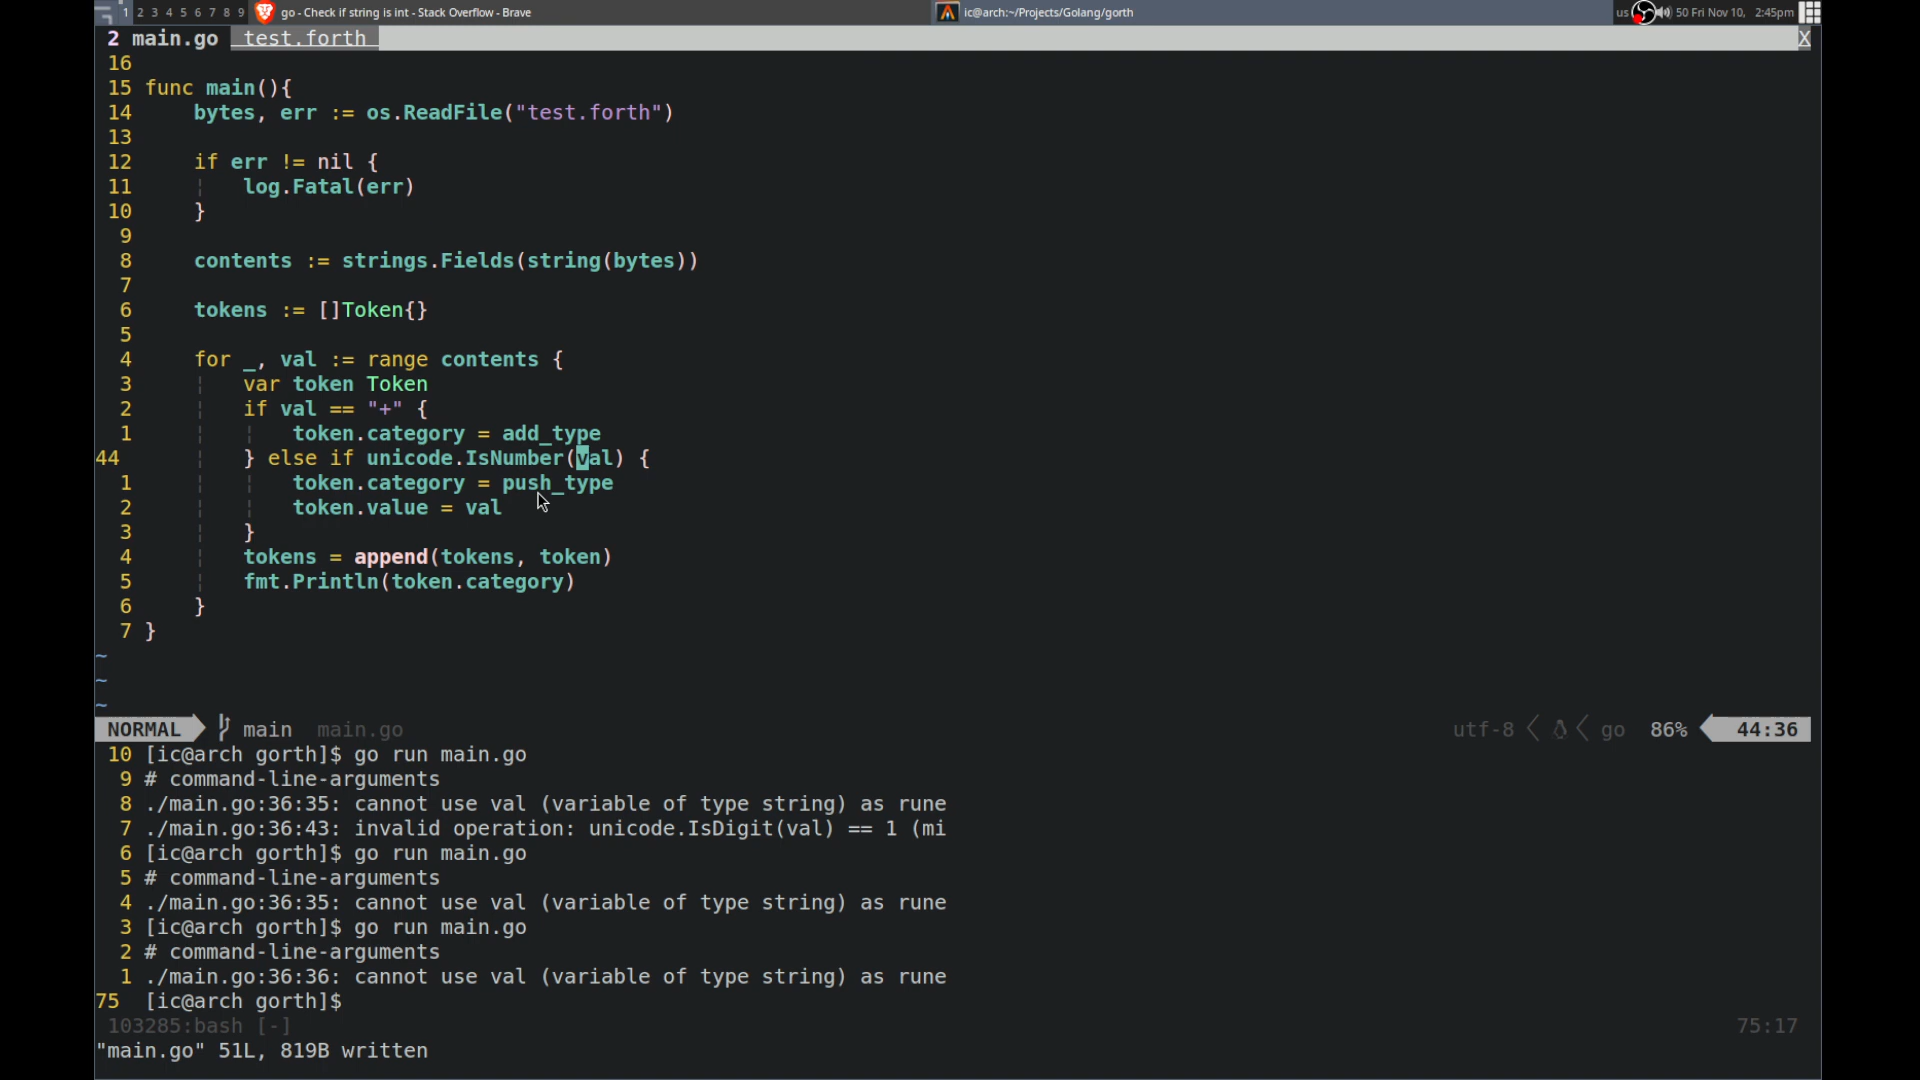 1 2 3 4 5 6 7 8 9 go - Check if string is int - Stack Overflow - Brave ic@arch:~/Projects/Golang/gorth us 50 Fri Nov 10, 2:45pm
2 main.go test.forth X
16
15 func main(){
14 bytes, err := os.ReadFile("test.forth")
13
12 if err != nil {
11 log.Fatal(err)
10 }
9
8 contents := strings.Fields(string(bytes))
7
6 tokens := []Token{}
5
4 for _, val := range contents {
3 var token Token
2 if val == "+" {
1 token.category = add_type
44 } else if unicode.IsNumber(val) {
1 token.category = push_type
2 token.value = val
3 }
4 tokens = append(tokens, token)
5 fmt.Println(token.category)
6 }
7 }
~
~
~
NORMAL main main.go utf-8 go 86% 44:36
10 [ic@arch gorth]$ go run main.go
9 # command-line-arguments
8 ./main.go:36:35: cannot use val (variable of type string) as rune
7 ./main.go:36:43: invalid operation: unicode.IsDigit(val) == 1 (mi
6 [ic@arch gorth]$ go run main.go
5 # command-line-arguments
4 ./main.go:36:35: cannot use val (variable of type string) as rune
3 [ic@arch gorth]$ go run main.go
2 # command-line-arguments
1 ./main.go:36:36: cannot use val (variable of type string) as rune
75 [ic@arch gorth]$
103285:bash [-] 75:17
"main.go" 51L, 819B written